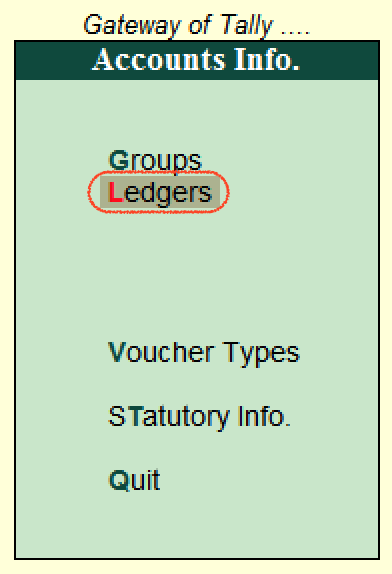 Gateway of Tally ....
Accounts Info.
Groups
Ledgers
Voucher Types
STatutory Info.
Quit